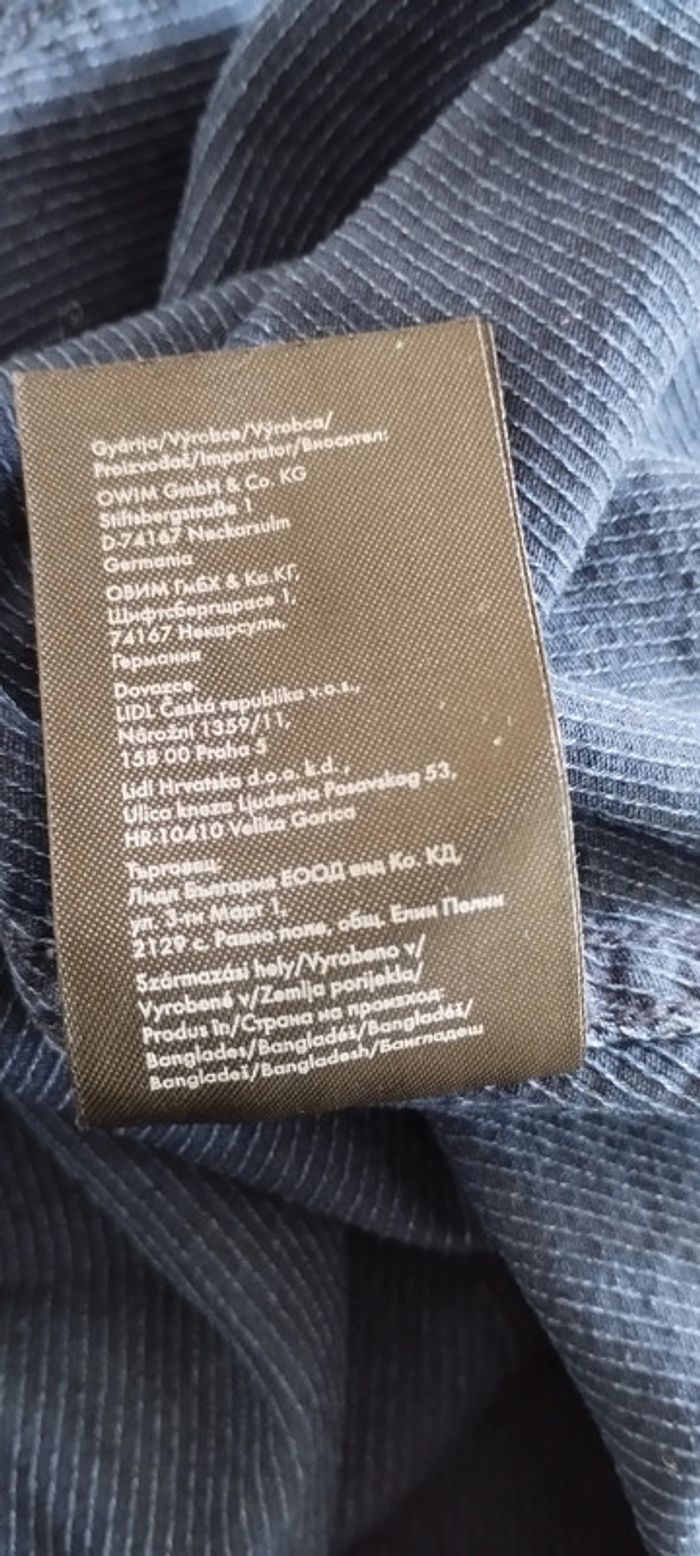 Gyártja/Výrobce/Výrobca/
Proizvođač/Importator/Вносител:
OWIM GmbH & Co. KG
Stiftsbergstraße 1
D-74167 Neckarsulm
Germania
ОВИМ ГмбХ & Ко.КГ,
Щифтсбергщрасе 1,
74167 Некарсулм,
Германия
Dovozce:
LIDL Česká republika v.o.s.,
Nárožní 1359/11,
158 00 Praha 5
Lidl Hrvatska d.o.o. k.d.,
Ulica kneza Ljudevita Posavskog 53,
HR-10410 Velika Gorica
Търговец:
Лидл България ЕООД енд Ко. КД,
ул. 3-ти Март 1,
2129 с. Равно поле, общ. Елин Пелин
Származási hely/Vyrobeno v/
Vyrobené v/Zemlja porijekla/
Produs în/Страна на произход:
Banglades/Bangladéš/Bangladéš/
Bangladeš/Bangladesh/Бангладеш